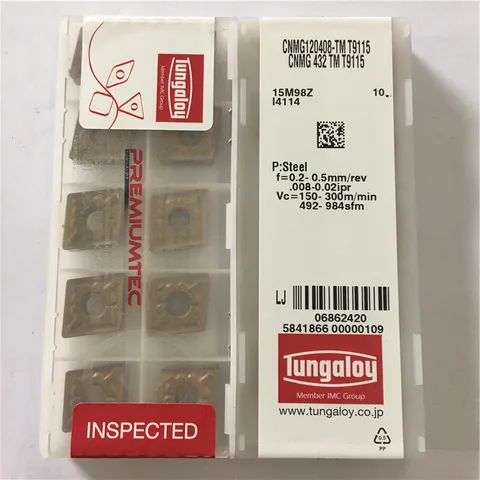 Tungaloy
Member IMC Group
PREMIUMTEC
INSPECTED
CNMG120408-TM T9115
CNMG 432 TM T9115
15M98Z 10
I4114
P:Steel
f=0.2- 0.5mm/rev
.008-0.02ipr
Vc=150- 300m/min
492- 984sfm
LJ
06862420
5841866 00000109
Tungaloy
Member IMC Group
www.tungaloy.co.jp
0.5
PP